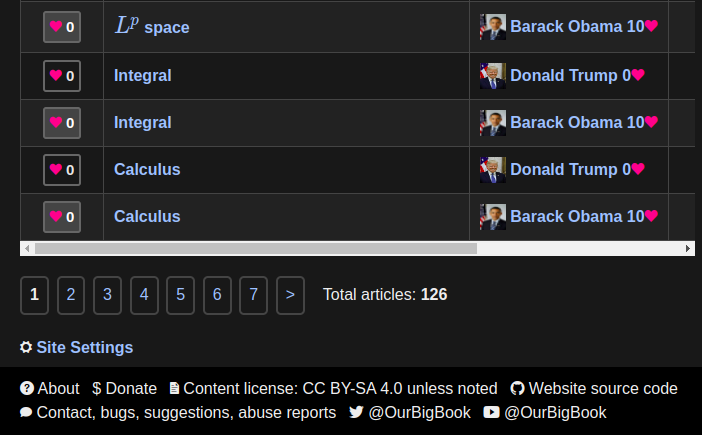 0 Lᵖ space Barack Obama 10
0 Integral Donald Trump 0
0 Integral Barack Obama 10
0 Calculus Donald Trump 0
0 Calculus Barack Obama 10
1 2 3 4 5 6 7 > Total articles: 126
Site Settings
About $ Donate Content license: CC BY-SA 4.0 unless noted Website source code
Contact, bugs, suggestions, abuse reports @OurBigBook @OurBigBook